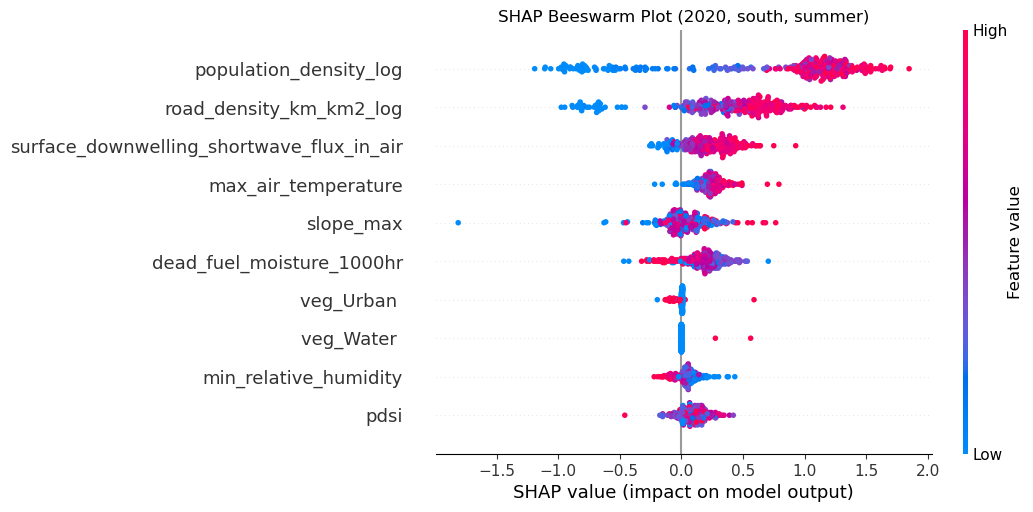 SHAP Beeswarm Plot (2020, south, summer)
High
population_density_log
road_density_km_km2_log
surface_downwelling_shortwave_flux_in_air
max_air_temperature
slope_max
dead_fuel_moisture_1000hr
veg_Urban
veg_Water
min_relative_humidity
pdsi
Feature value
Low
−1.5 −1.0 −0.5 0.0 0.5 1.0 1.5 2.0
SHAP value (impact on model output)